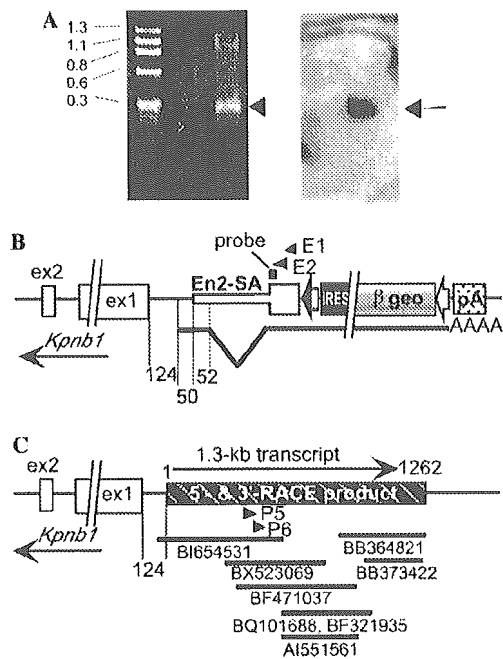 A
1.3
1.1
0.8
0.6
0.3
B
probe
E1
E2
ex2
ex1
En2-SA
IRES
β geo
pA
AAAA
Kpnb1
124
52
50
C
1.3-kb transcript
ex2
ex1
1
1262
5'- & 3'-RACE product
P5
P6
Kpnb1
124
BI654531
BB364821
BX523069
BB373422
BF471037
BQ101688, BF321935
AI551561